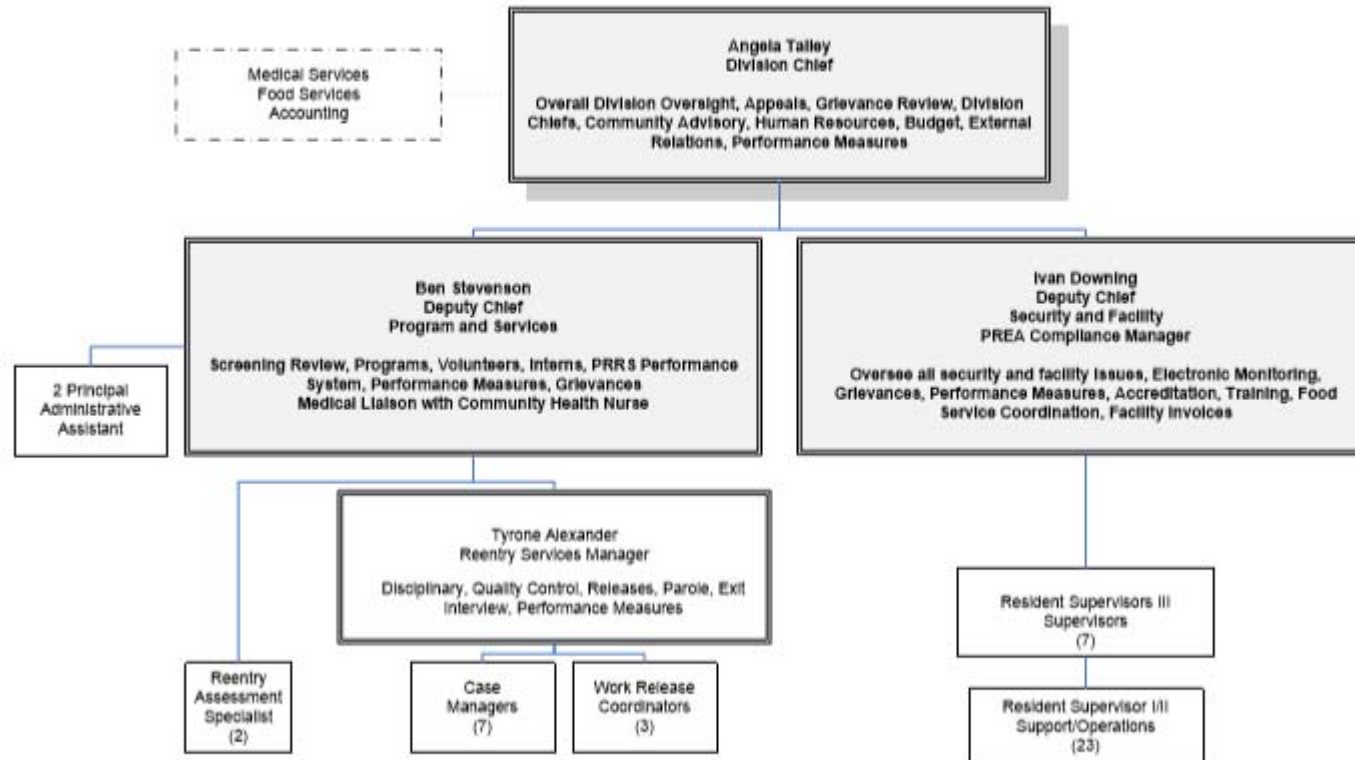 Angela Talley
Division Chief
Overall Division Oversight, Appeals, Grievance Review, Division
Chiefs, Community Advisory, Human Resources, Budget, External
Relations, Performance Measures
Medical Services
Food Services
Accounting
Ben Stevenson
Deputy Chief
Program and Services
Screening Review, Programs, Volunteers, Interns, PRRS Performance
System, Performance Measures, Grievances
Medical Liaison with Community Health Nurse
Ivan Downing
Deputy Chief
Security and Facility
PREA Compliance Manager
Oversee all security and facility issues, Electronic Monitoring,
Grievances, Performance Measures, Accreditation, Training, Food
Service Coordination, Facility Invoices
2 Principal
Administrative
Assistant
Tyrone Alexander
Reentry Services Manager
Disciplinary, Quality Control, Releases, Parole, Exit
Interview, Performance Measures
Resident Supervisors III
Supervisors
(7)
Reentry
Assessment
Specialist
(2)
Case
Managers
(7)
Work Release
Coordinators
(3)
Resident Supervisor I/II
Support/Operations
(23)